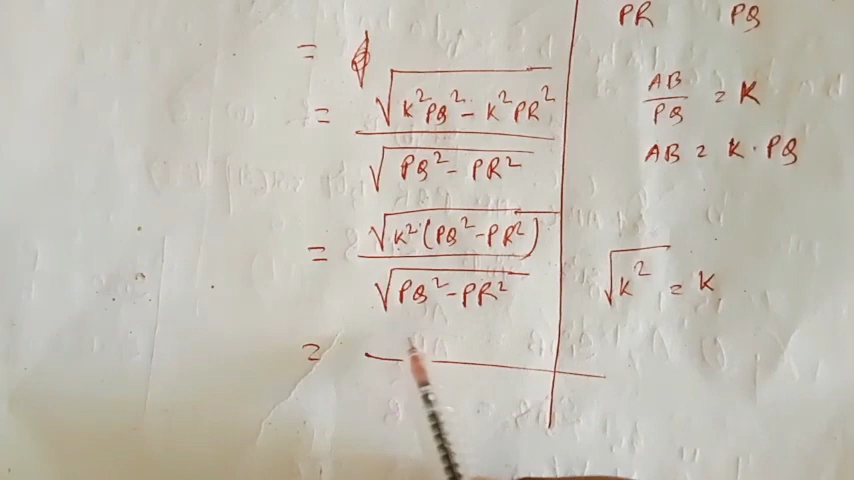 PR PQ
=
= √(K²PQ² - K²PR²) / √(PQ² - PR²)
= √(K²(PQ² - PR²)) / √(PQ² - PR²)
=
AB/PQ = K
AB = K · PQ
√K² = K